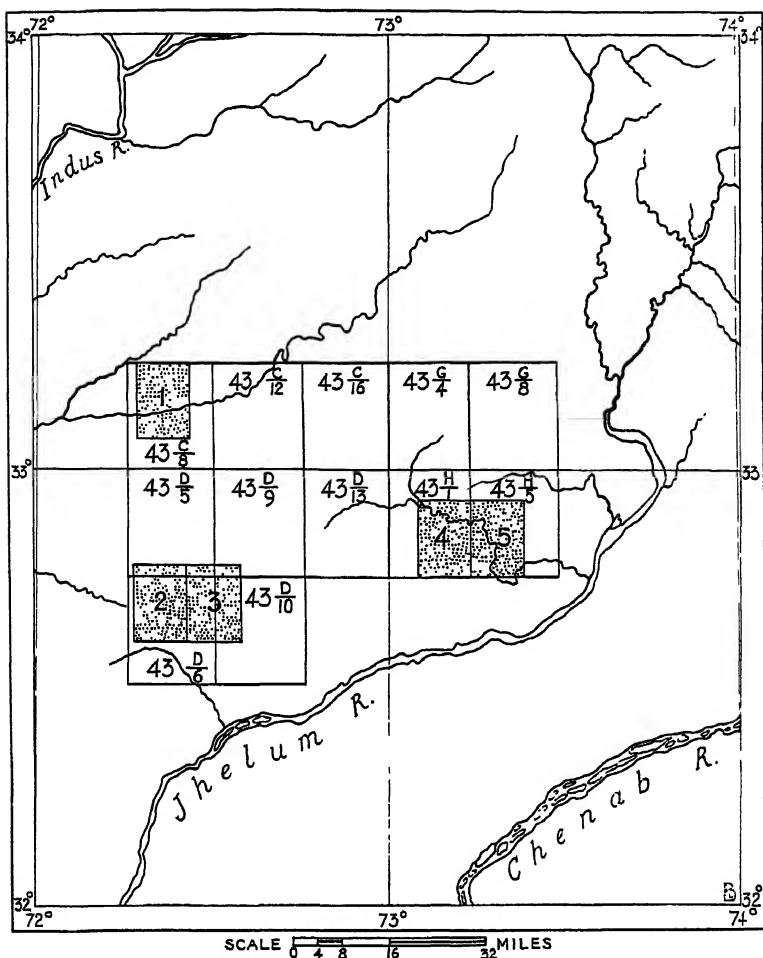 72°
73°
74°
34°
34°
Indus R.
43 C/12
43 C/16
43 G/4
43 G/8
1
43 C/8
33°
33°
43 D/5
43 D/9
43 D/13
43 H/1
43 H/5
4
5
2
3
43 D/10
43 D/6
Jhelum R.
Chenab R.
32°
32°
72°
73°
74°
SCALE 0 4 8 16 32 MILES